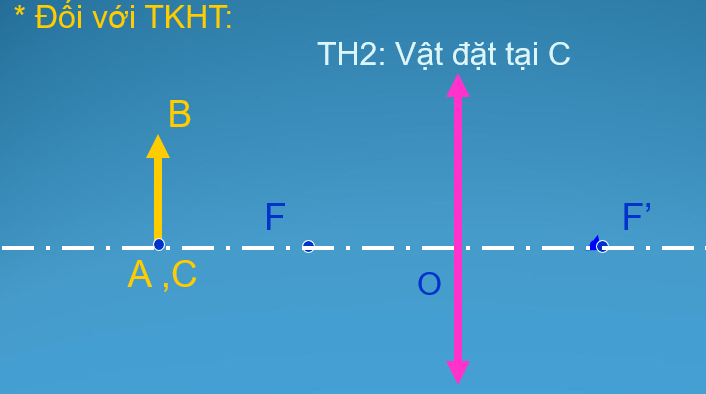 * Đối với TKHT:
TH2: Vật đặt tại C
B
F
F’
A ,C
O